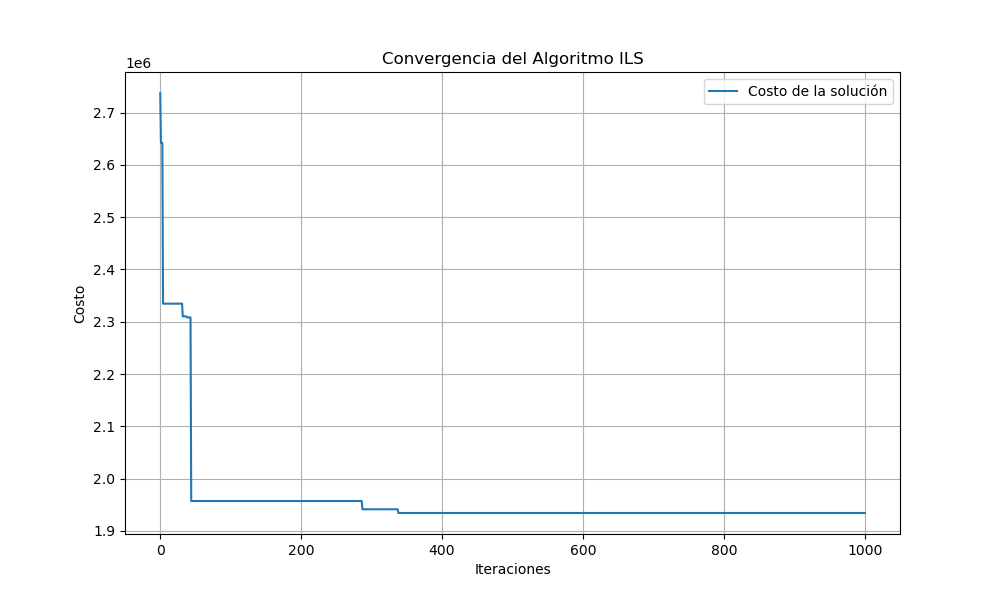 Convergencia del Algoritmo ILS
1e6
Costo de la solución
2.7
2.6
2.5
2.4
2.3
2.2
2.1
2.0
1.9
Costo
0 200 400 600 800 1000
Iteraciones